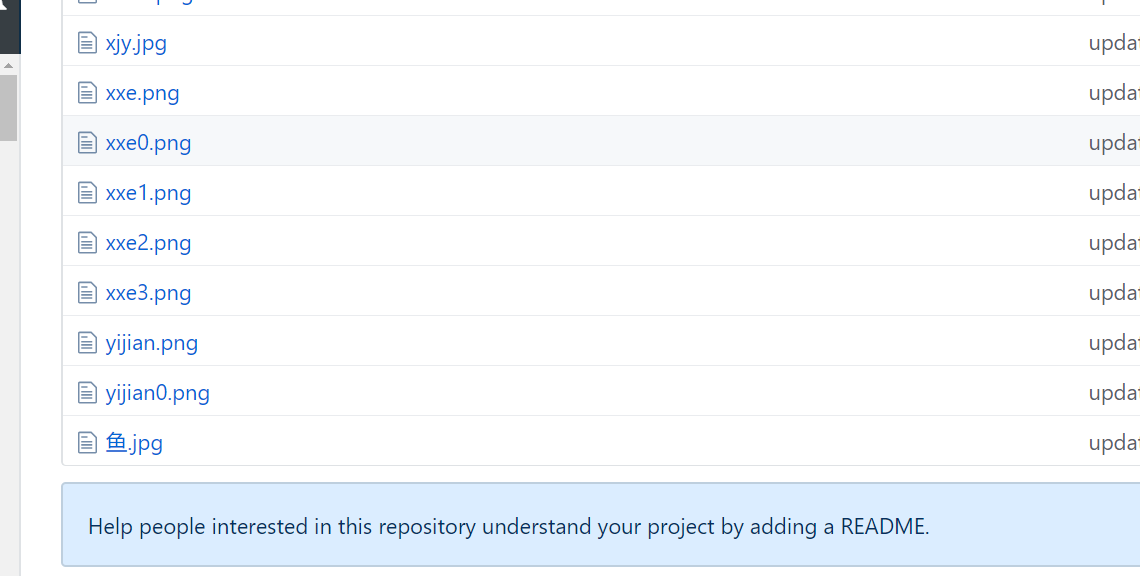 xjy.jpg updat
xxe.png updat
xxe0.png updat
xxe1.png updat
xxe2.png updat
xxe3.png updat
yijian.png updat
yijian0.png updat
鱼.jpg updat
Help people interested in this repository understand your project by adding a README.